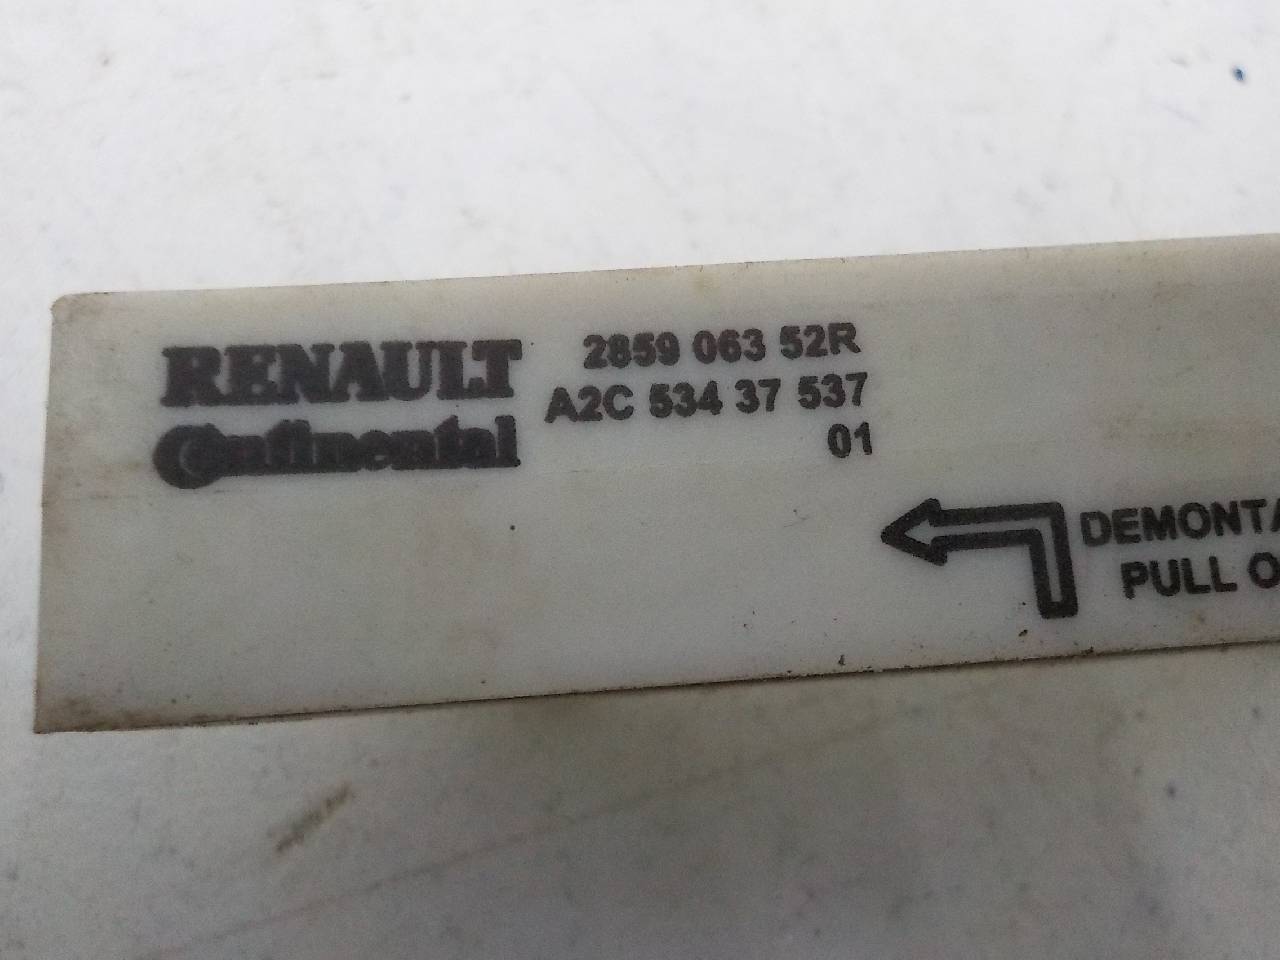 RENAULT
Continental
2859 063 52R
A2C 534 37 537
01
DEMONTA
PULL O